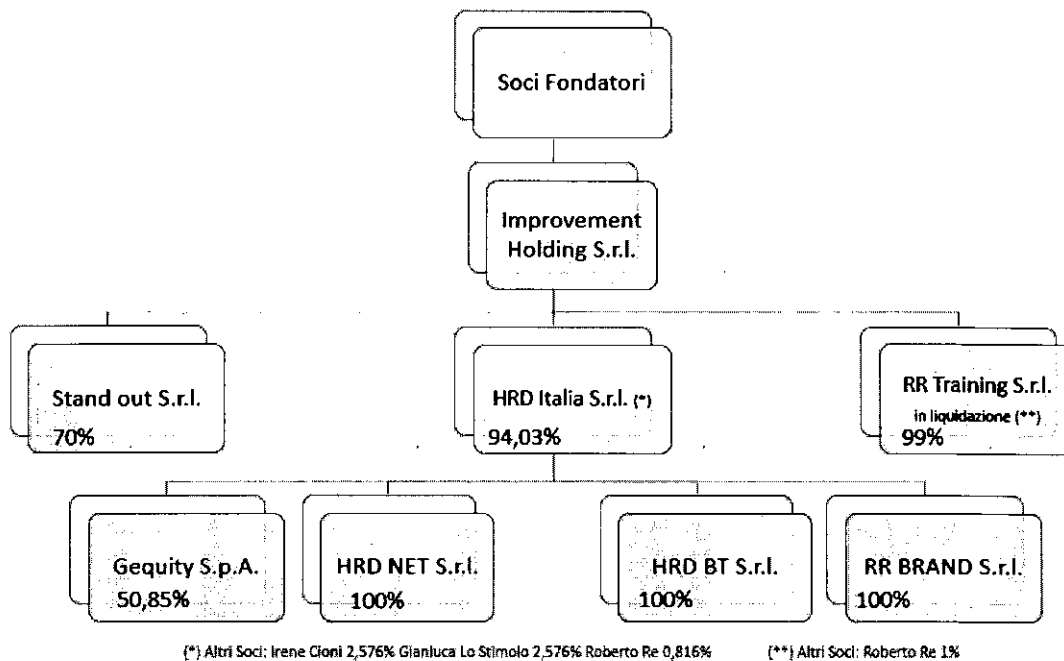 Soci Fondatori
Improvement
Holding S.r.l.
Stand out S.r.l.
70%
HRD Italia S.r.l. (*)
94,03%
RR Training S.r.l.
in liquidazione (**)
99%
Gequity S.p.A.
50,85%
HRD NET S.r.l.
100%
HRD BT S.r.l.
100%
RR BRAND S.r.l.
100%
(*) Altri Soci: Irene Cioni 2,576% Gianluca Lo Stimolo 2,576% Roberto Re 0,816%
(**) Altri Soci: Roberto Re 1%